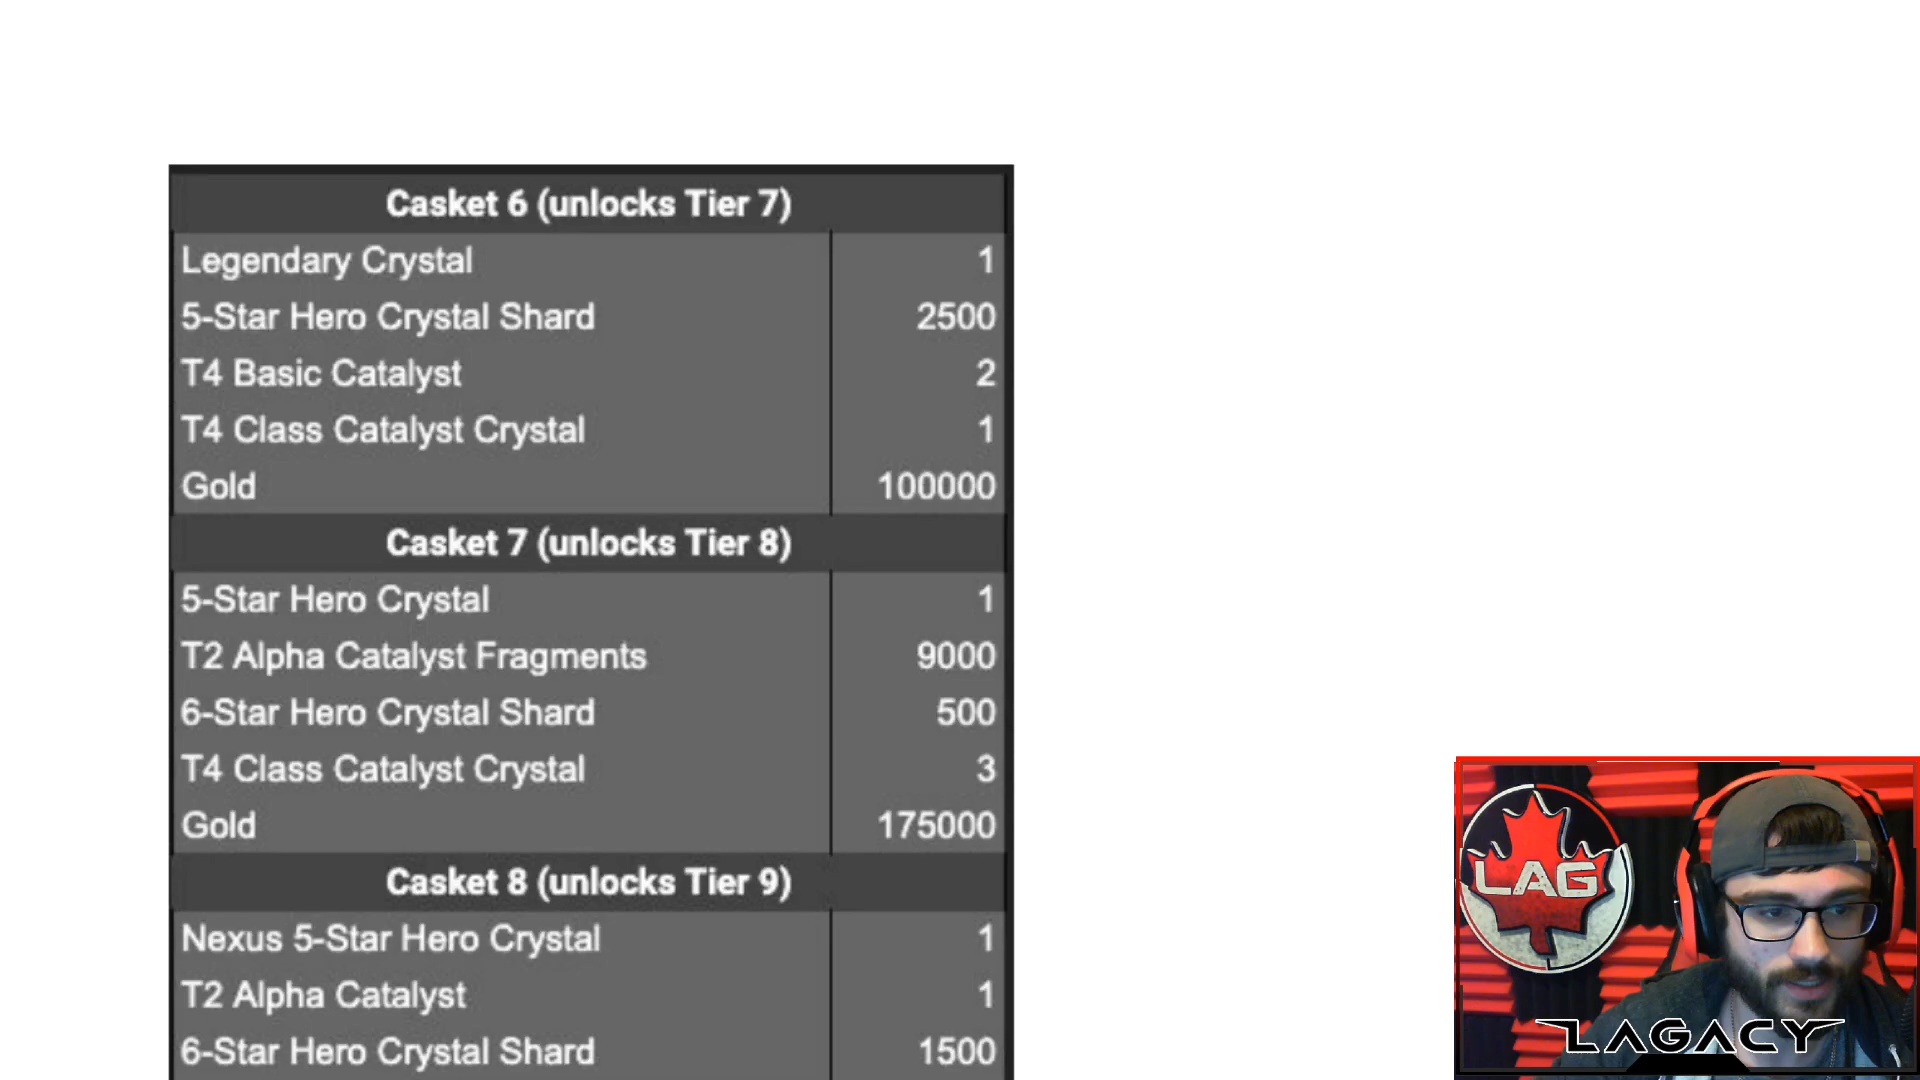 Casket 6 (unlocks Tier 7)
Legendary Crystal 1
5-Star Hero Crystal Shard 2500
T4 Basic Catalyst 2
T4 Class Catalyst Crystal 1
Gold 100000
Casket 7 (unlocks Tier 8)
5-Star Hero Crystal 1
T2 Alpha Catalyst Fragments 9000
6-Star Hero Crystal Shard 500
T4 Class Catalyst Crystal 3
Gold 175000
Casket 8 (unlocks Tier 9)
Nexus 5-Star Hero Crystal 1
T2 Alpha Catalyst 1
6-Star Hero Crystal Shard 1500
LAG
LAGACY